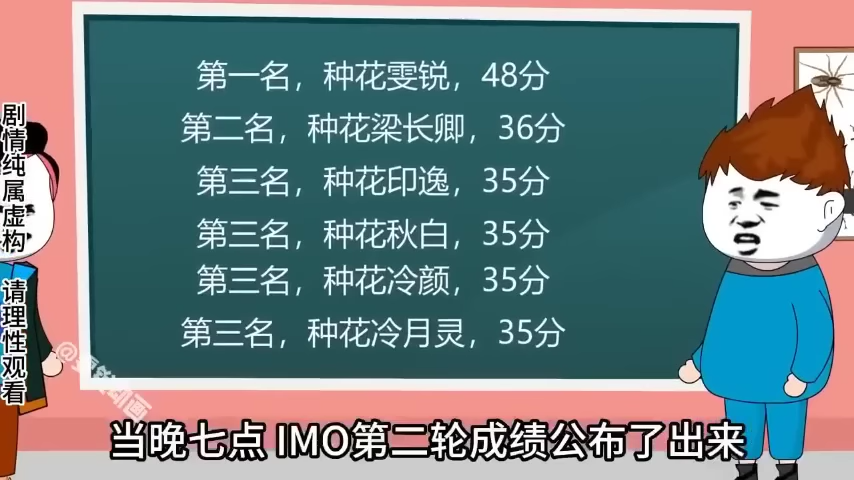 第一名，种花雯锐，48分
第二名，种花梁长卿，36分
第三名，种花印逸，35分
第三名，种花秋白，35分
第三名，种花冷颜，35分
第三名，种花冷月灵，35分
剧情纯属虚构 请理性观看
当晚七点 IMO第二轮成绩公布了出来